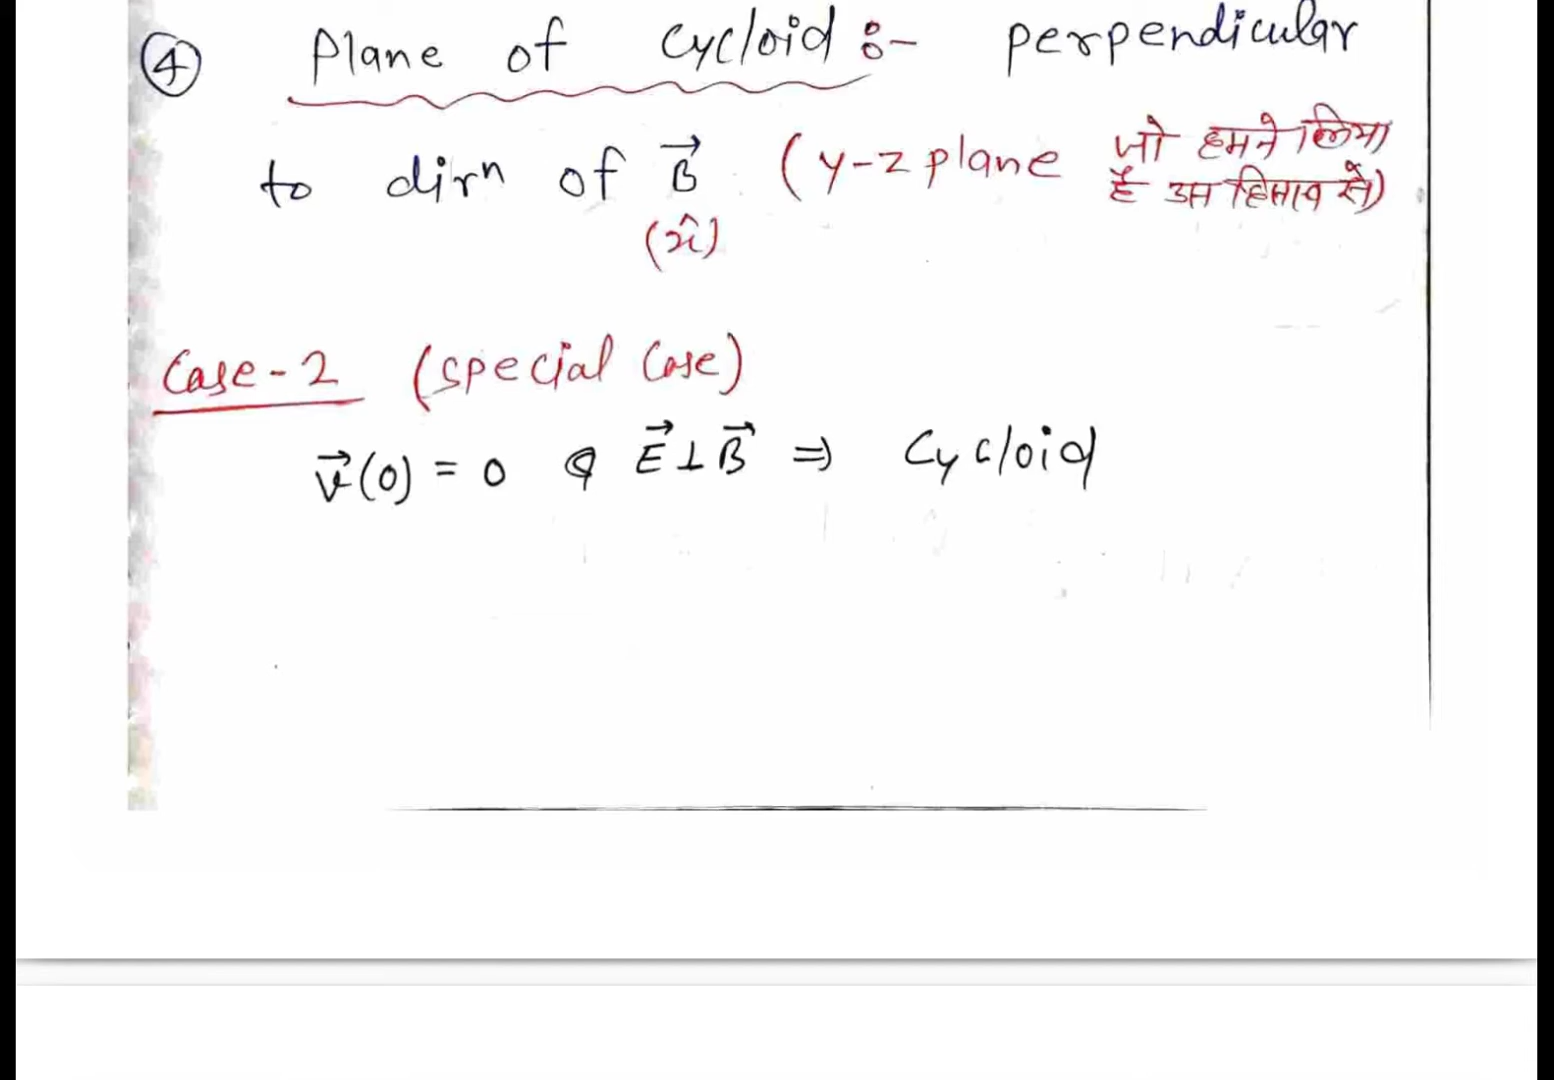 ④ Plane of Cycloid :- perpendicular
to dirn of B⃗ (y-z plane जो हमने लिया
है उस हिसाब से)
(x̂)
Case-2 (special Case)
v⃗(0) = 0 & E⃗ ⊥ B⃗ ⇒ Cycloid